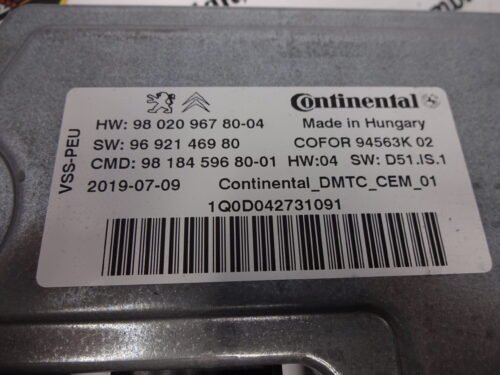 VSS-PEU
Continental
HW: 98 020 967 80-04
Made in Hungary
SW: 96 921 469 80
COFOR 94563K 02
CMD: 98 184 596 80-01 HW:04 SW: D51.IS.1
2019-07-09 Continental_DMTC_CEM_01
1Q0D042731091